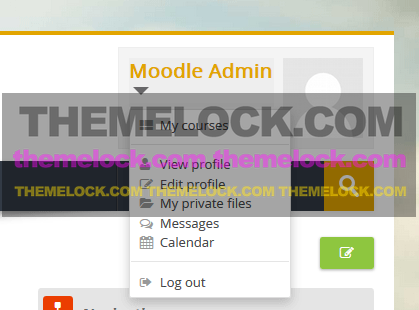 Moodle Admin
THEMELOCK.COM
My courses
themelock.com themelock.com
View profile
Edit profile
THEMELOCK.COM THEMELOCK.COM THEMELOCK.COM
My private files
Messages
Calendar
Log out